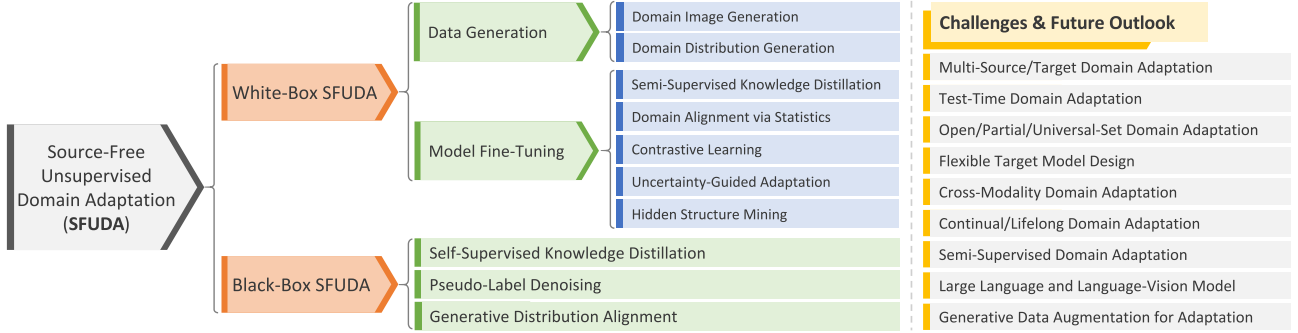 Source-Free
Unsupervised
Domain Adaptation
(SFUDA)
White-Box SFUDA
Data Generation
Domain Image Generation
Domain Distribution Generation
Model Fine-Tuning
Semi-Supervised Knowledge Distillation
Domain Alignment via Statistics
Contrastive Learning
Uncertainty-Guided Adaptation
Hidden Structure Mining
Black-Box SFUDA
Self-Supervised Knowledge Distillation
Pseudo-Label Denoising
Generative Distribution Alignment
Challenges & Future Outlook
Multi-Source/Target Domain Adaptation
Test-Time Domain Adaptation
Open/Partial/Universal-Set Domain Adaptation
Flexible Target Model Design
Cross-Modality Domain Adaptation
Continual/Lifelong Domain Adaptation
Semi-Supervised Domain Adaptation
Large Language and Language-Vision Model
Generative Data Augmentation for Adaptation